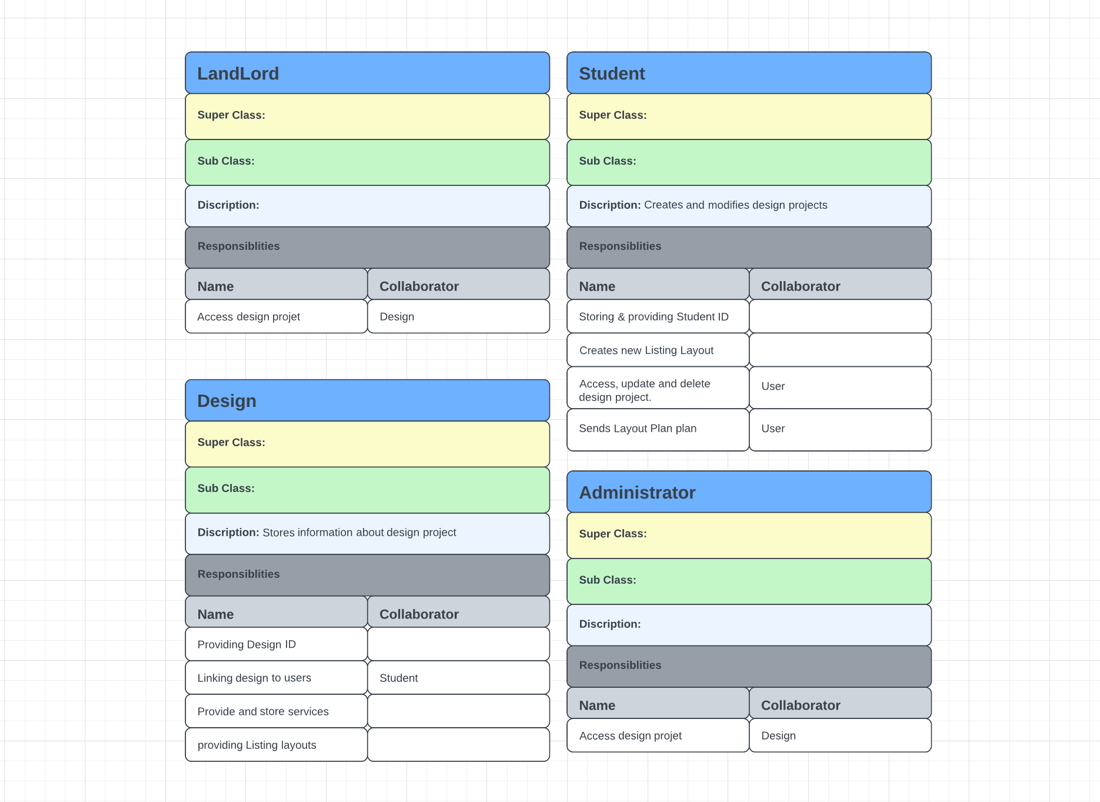 LandLord
Super Class:
Sub Class:
Discription:
Responsiblities
Name Collaborator
Access design projet Design
Student
Super Class:
Sub Class:
Discription: Creates and modifies design projects
Responsiblities
Name Collaborator
Storing & providing Student ID
Creates new Listing Layout
Access, update and delete
design project. User
Sends Layout Plan plan User
Design
Super Class:
Sub Class:
Discription: Stores information about design project
Responsiblities
Name Collaborator
Providing Design ID
Linking design to users Student
Provide and store services
providing Listing layouts
Administrator
Super Class:
Sub Class:
Discription:
Responsiblities
Name Collaborator
Access design projet Design